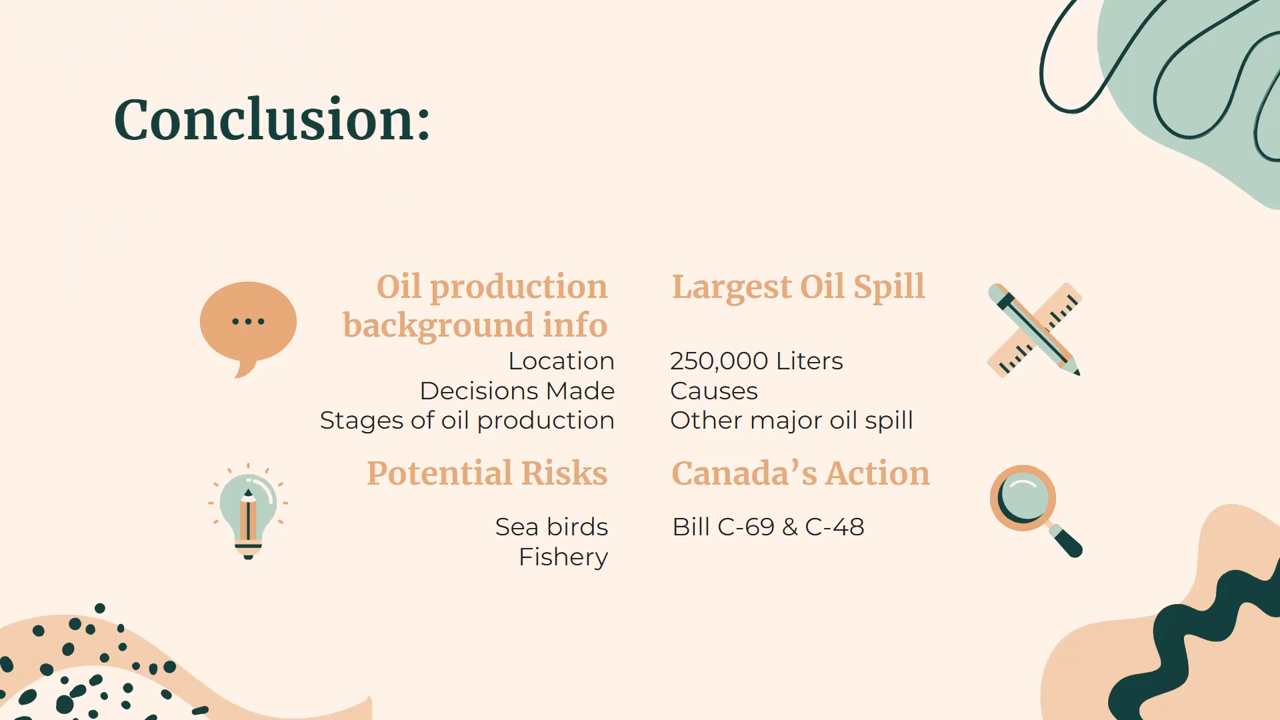 Conclusion:
Oil production
background info
Location
Decisions Made
Stages of oil production
Largest Oil Spill
250,000 Liters
Causes
Other major oil spill
Potential Risks
Sea birds
Fishery
Canada’s Action
Bill C-69 & C-48